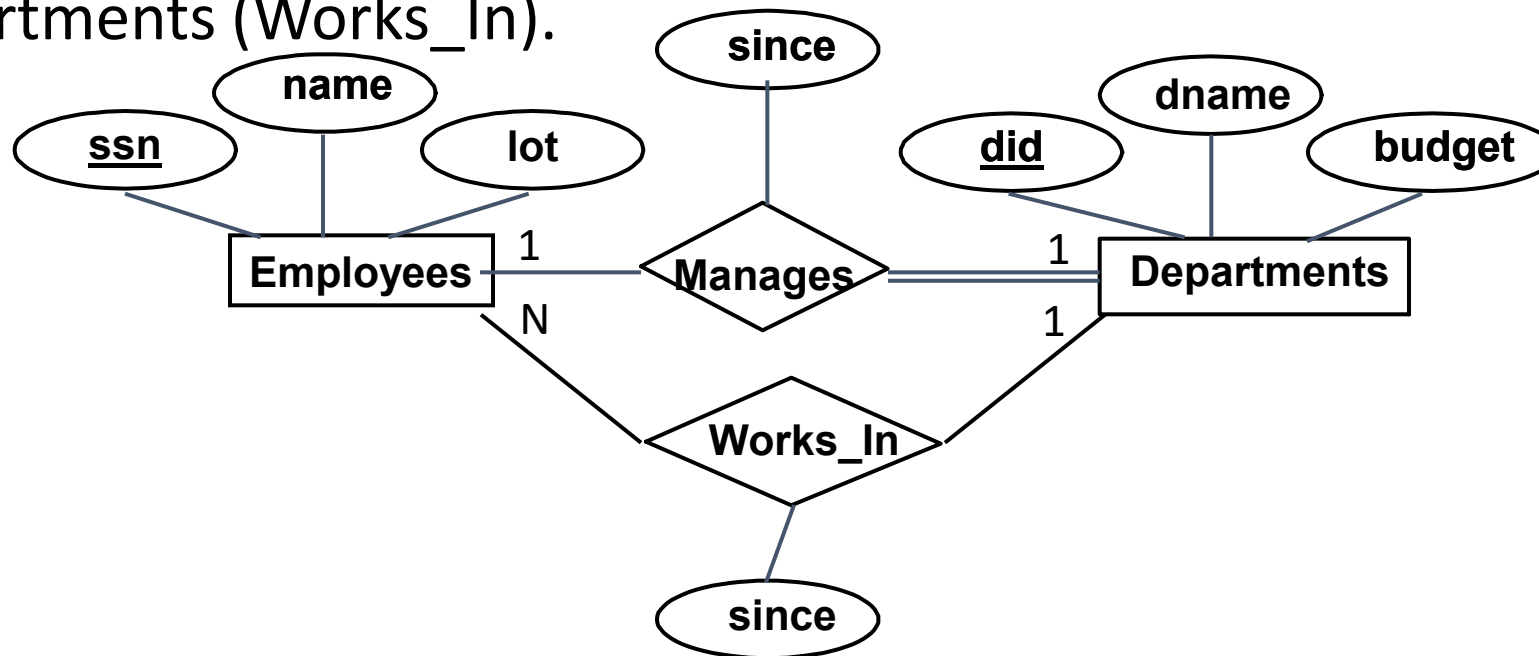 rtments (Works_In).
since
name
dname
ssn
lot
did
budget
1
1
Employees
Manages
Departments
N
1
Works_In
since